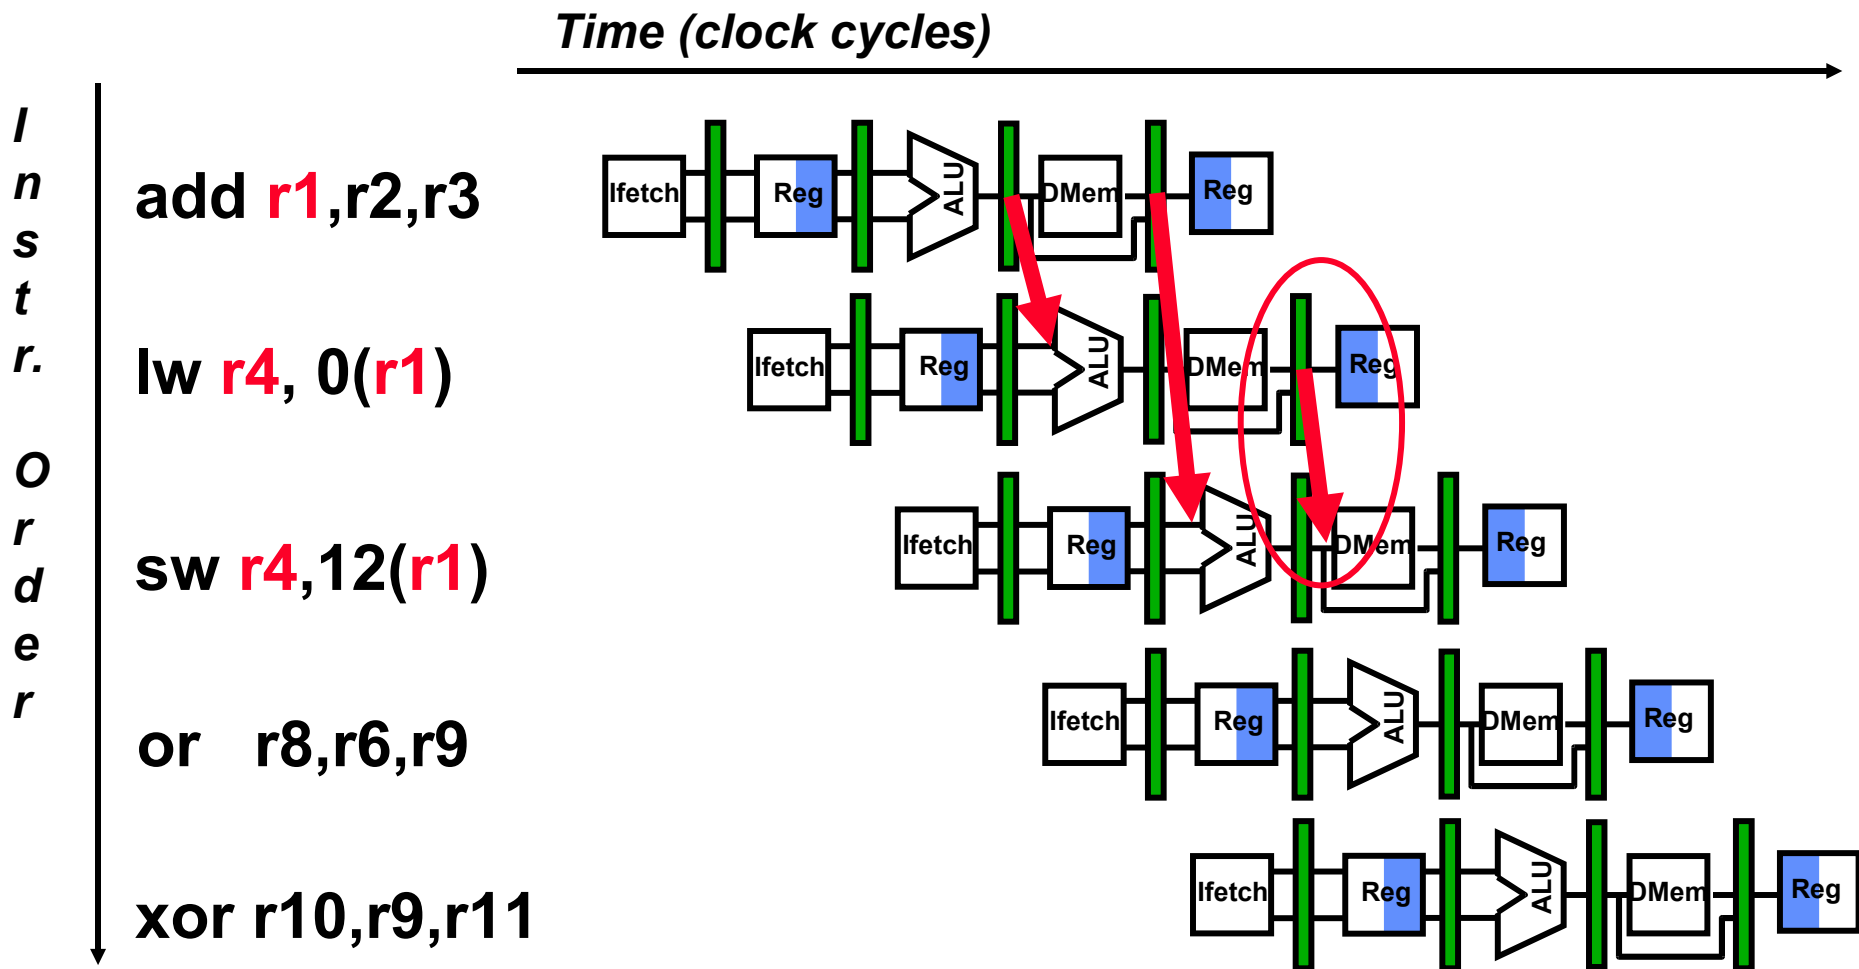 Time (clock cycles)
Instr. Order
add r1,r2,r3
Ifetch Reg ALU DMem Reg
lw r4, 0(r1)
Ifetch Reg ALU DMem Reg
sw r4,12(r1)
Ifetch Reg ALU DMem Reg
or r8,r6,r9
Ifetch Reg ALU DMem Reg
xor r10,r9,r11
Ifetch Reg ALU DMem Reg